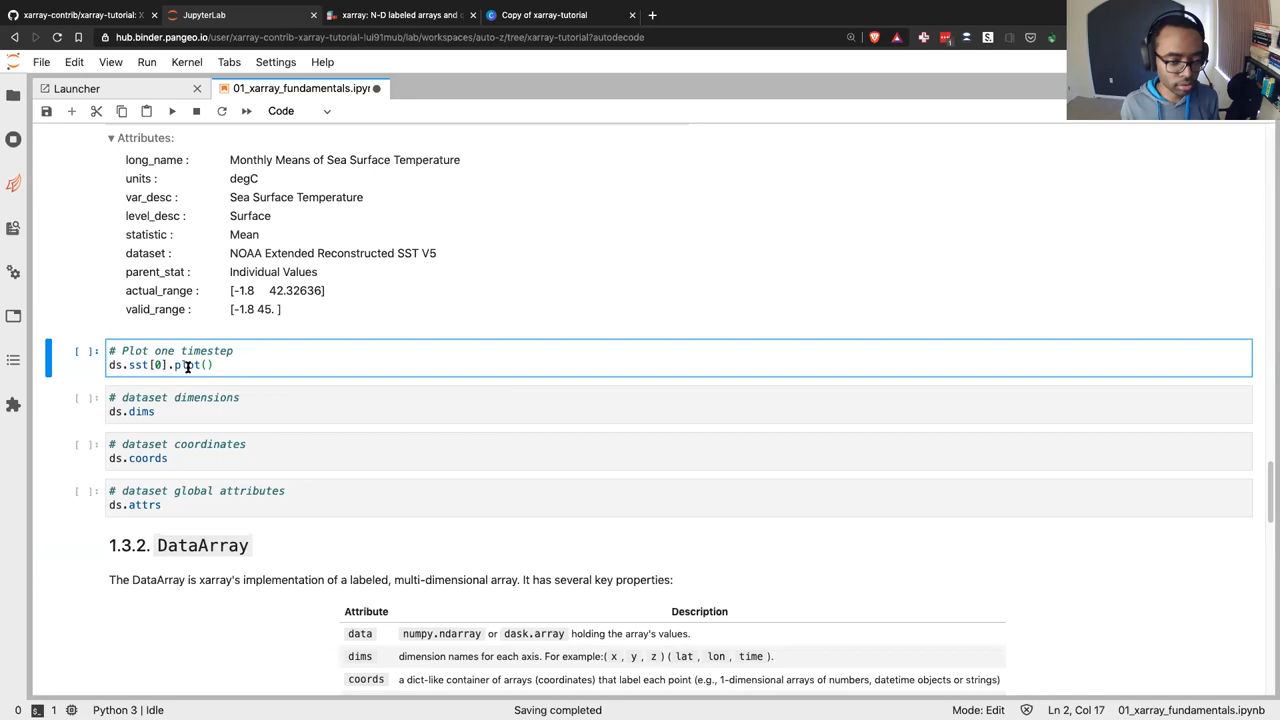 xarray-contrib/xarray-tutorial: X
JupyterLab
xarray: N-D labeled arrays and
Copy of xarray-tutorial
hub.binder.pangeo.io/user/xarray-contrib-xarray-tutorial-lui91mub/lab/workspaces/auto-z/tree/xarray-tutorial?autodecode
File Edit View Run Kernel Tabs Settings Help
Launcher
01_xarray_fundamentals.ipyn
Code
Attributes:
long_name : Monthly Means of Sea Surface Temperature
units : degC
var_desc : Sea Surface Temperature
level_desc : Surface
statistic : Mean
dataset : NOAA Extended Reconstructed SST V5
parent_stat : Individual Values
actual_range : [-1.8 42.32636]
valid_range : [-1.8 45. ]
[ ]: # Plot one timestep
ds.sst[0].plot()
[ ]: # dataset dimensions
ds.dims
[ ]: # dataset coordinates
ds.coords
[ ]: # dataset global attributes
ds.attrs
1.3.2. DataArray
The DataArray is xarray's implementation of a labeled, multi-dimensional array. It has several key properties:
Attribute Description
data numpy.ndarray or dask.array holding the array's values.
dims dimension names for each axis. For example:( x , y , z ) ( lat , lon , time ).
coords a dict-like container of arrays (coordinates) that label each point (e.g., 1-dimensional arrays of numbers, datetime objects or strings)
0 1 Python 3 | Idle Saving completed Mode: Edit Ln 2, Col 17 01_xarray_fundamentals.ipynb